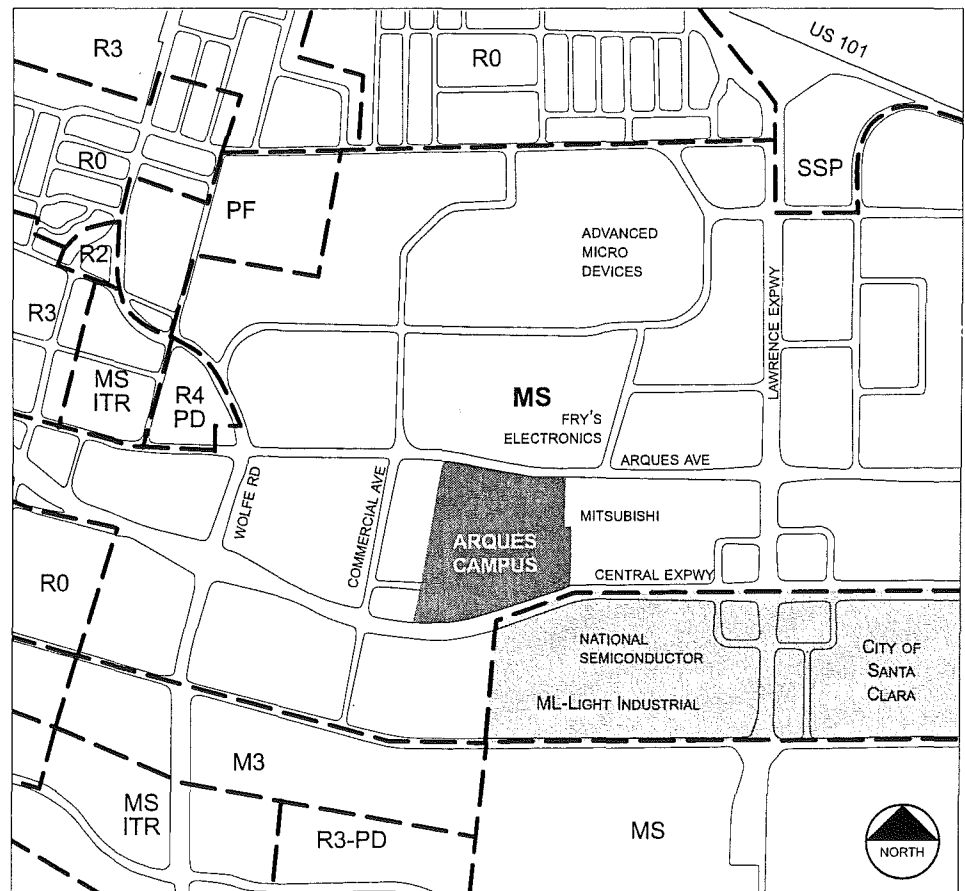 R3
R0
US 101
SSP
R0
PF
ADVANCED
MICRO
DEVICES
R2
R3
LAWRENCE EXPWY
MS
ITR
R4
PD
MS
FRY'S
ELECTRONICS
ARQUES AVE
WOLFE RD
COMMERCIAL AVE
MITSUBISHI
ARQUES
CAMPUS
CENTRAL EXPWY
R0
NATIONAL
SEMICONDUCTOR
CITY OF
SANTA
CLARA
ML-LIGHT INDUSTRIAL
M3
MS
ITR
R3-PD
MS
NORTH